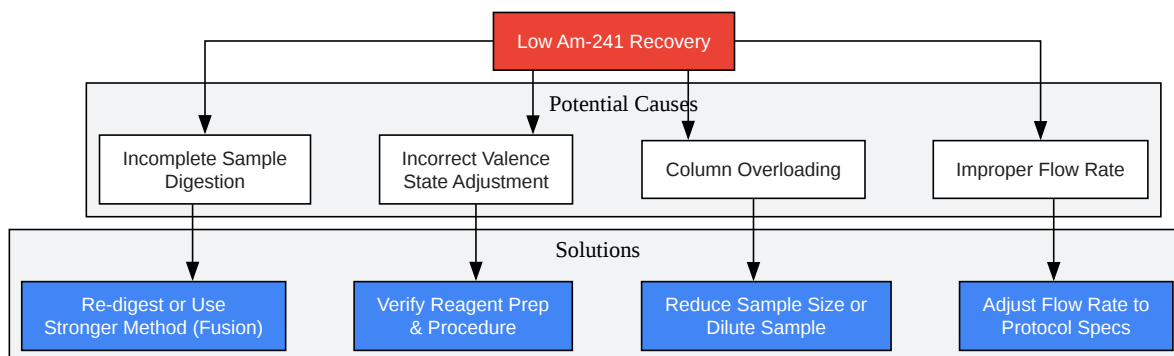 Low Am-241 Recovery
Potential Causes
Incomplete Sample
Digestion
Incorrect Valence
State Adjustment
Column Overloading
Improper Flow Rate
Solutions
Re-digest or Use
Stronger Method (Fusion)
Verify Reagent Prep
& Procedure
Reduce Sample Size or
Dilute Sample
Adjust Flow Rate to
Protocol Specs